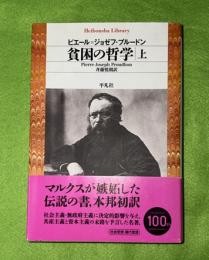 Heibonsha Library
ピエール=ジョゼフ・プルードン
貧困の哲学 上
Pierre Joseph Proudhon
斉藤悦則訳
平凡社
マルクスが嫉妬した
伝説の書、本邦初訳
社会主義・無政府主義に決定的影響を与え、
共産主義と資本主義の末路を予言した名著。
100